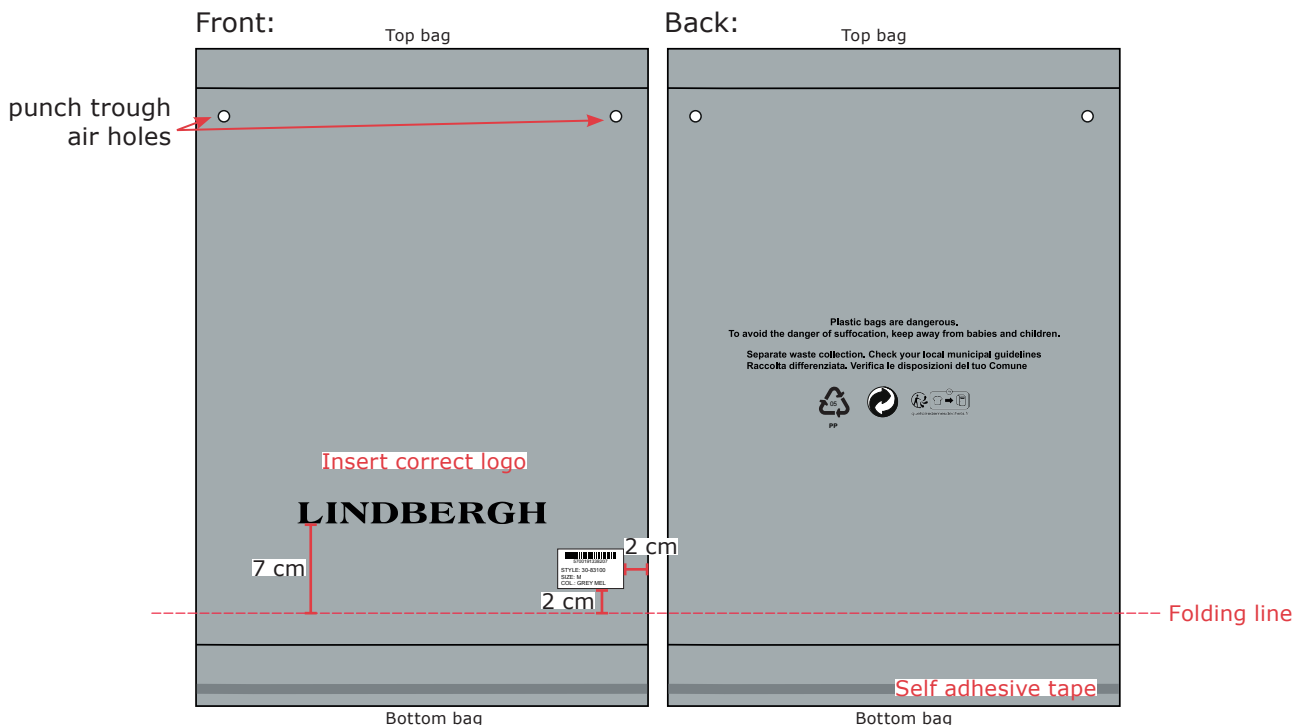 Front:
Top bag
Back:
Top bag
punch trough
air holes
Plastic bags are dangerous.
To avoid the danger of suffocation, keep away from babies and children.
Separate waste collection. Check your local municipal guidelines
Raccolta differenziata. Verifica le disposizioni del tuo Comune
05
PP
Insert correct logo
LINDBERGH
7 cm
2 cm
STYLE: 30-83100
SIZE: M
COL.: GREY MEL
2 cm
Folding line
Self adhesive tape
Bottom bag
Bottom bag